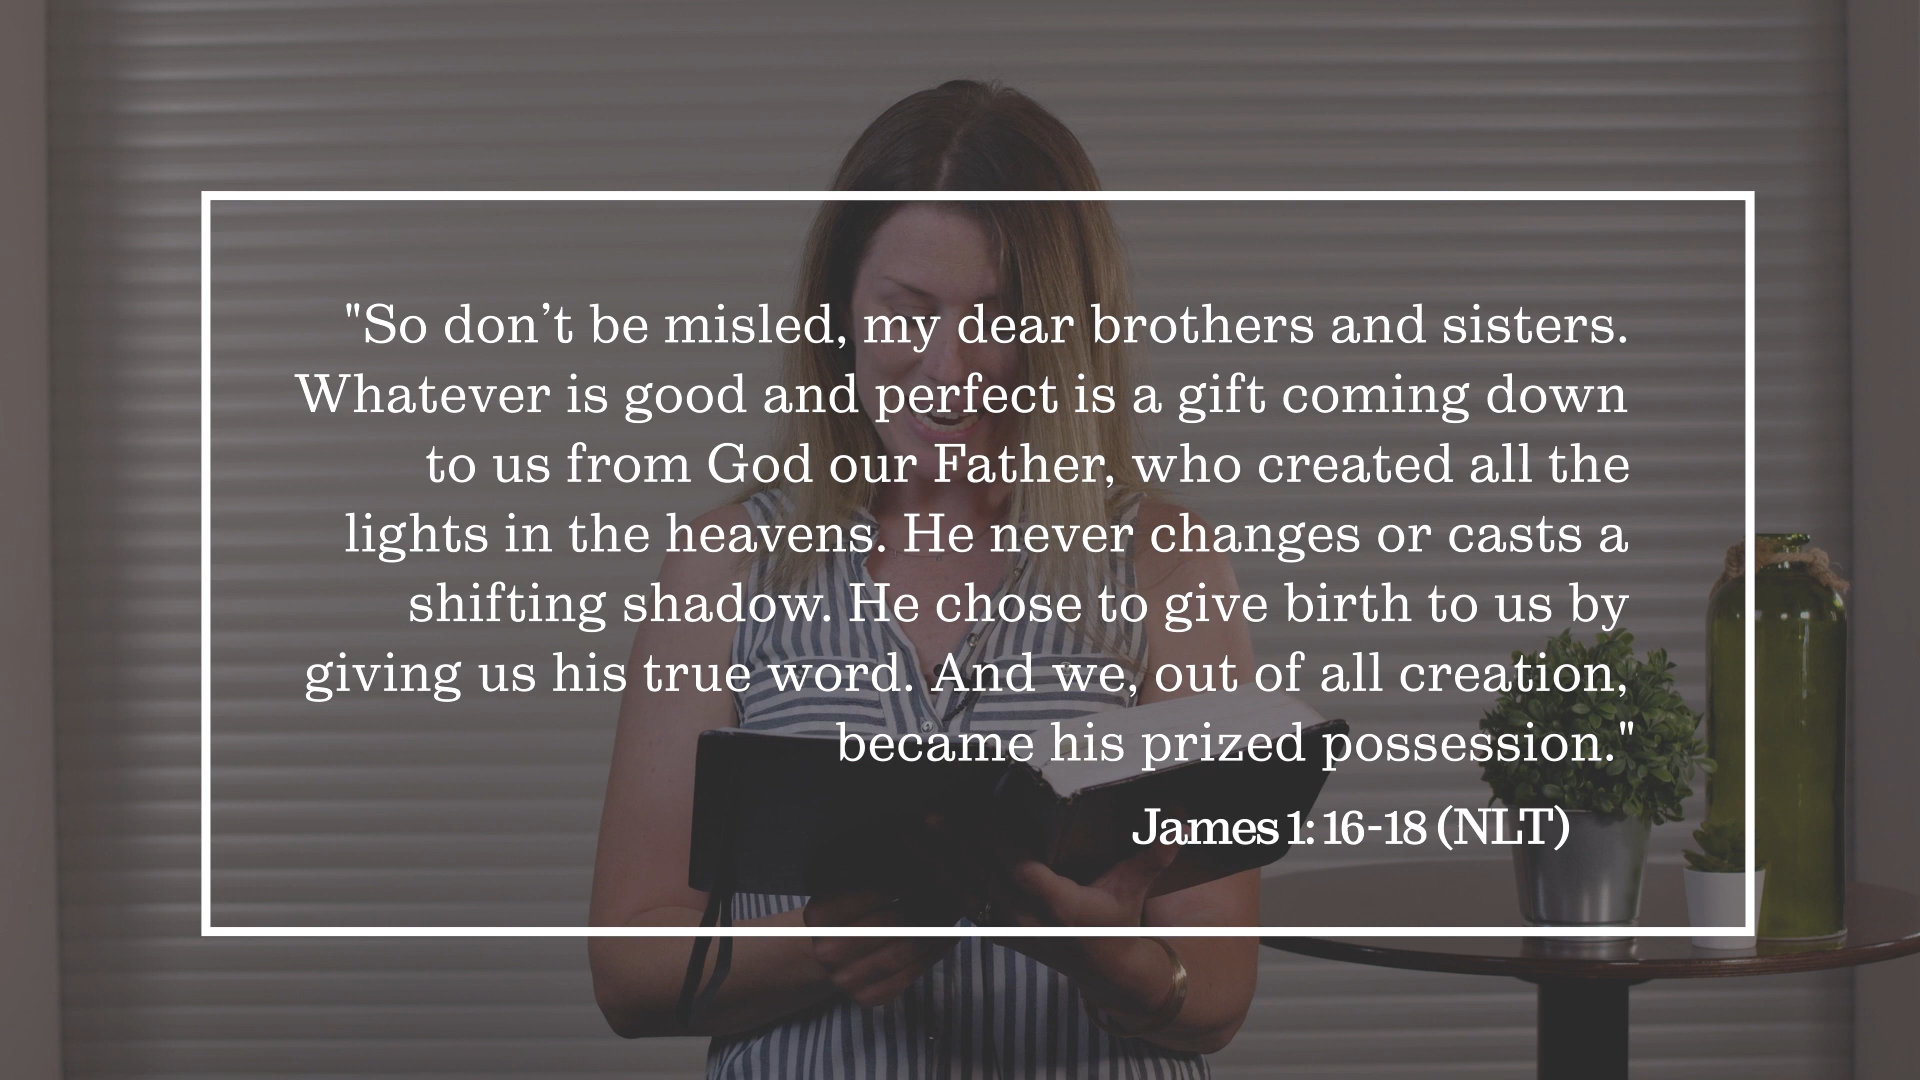 "So don’t be misled, my dear brothers and sisters.
Whatever is good and perfect is a gift coming down
to us from God our Father, who created all the
lights in the heavens. He never changes or casts a
shifting shadow. He chose to give birth to us by
giving us his true word. And we, out of all creation,
became his prized possession."
James 1:16-18 (NLT)